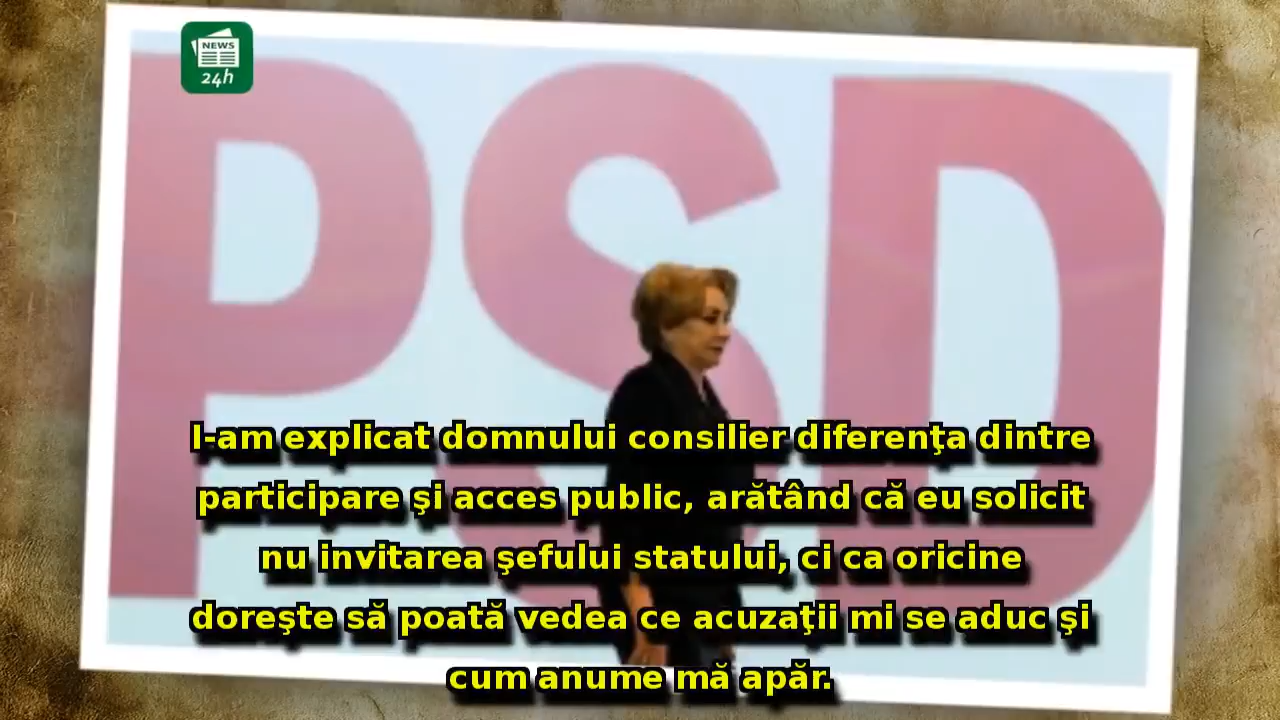 NEWS
24h
PSD
I-am explicat domnului consilier diferenţa dintre
participare şi acces public, arătând că eu solicit
nu invitarea şefului statului, ci ca oricine
doreşte să poată vedea ce acuzaţii mi se aduc şi
cum anume mă apăr.